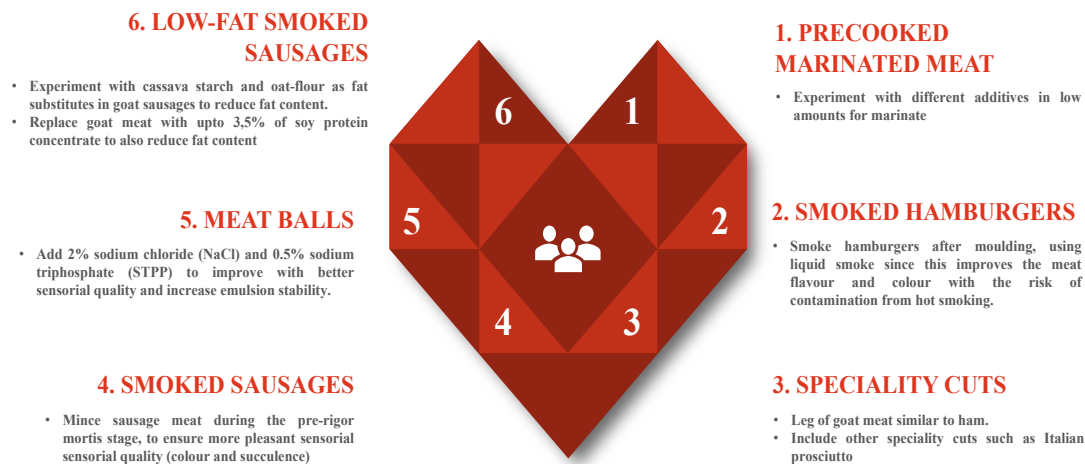 6. LOW-FAT SMOKED
SAUSAGES
• Experiment with cassava starch and oat-flour as fat
substitutes in goat sausages to reduce fat content.
• Replace goat meat with upto 3,5% of soy protein
concentrate to also reduce fat content
5. MEAT BALLS
• Add 2% sodium chloride (NaCl) and 0.5% sodium
triphosphate (STPP) to improve with better
sensorial quality and increase emulsion stability.
4. SMOKED SAUSAGES
• Mince sausage meat during the pre-rigor
mortis stage, to ensure more pleasant sensorial
sensorial quality (colour and succulence)
6
1
5
2
4
3
1. PRECOOKED
MARINATED MEAT
• Experiment with different additives in low
amounts for marinate
2. SMOKED HAMBURGERS
• Smoke hamburgers after moulding, using
liquid smoke since this improves the meat
flavour and colour with the risk of
contamination from hot smoking.
3. SPECIALITY CUTS
• Leg of goat meat similar to ham.
• Include other speciality cuts such as Italian
prosciutto